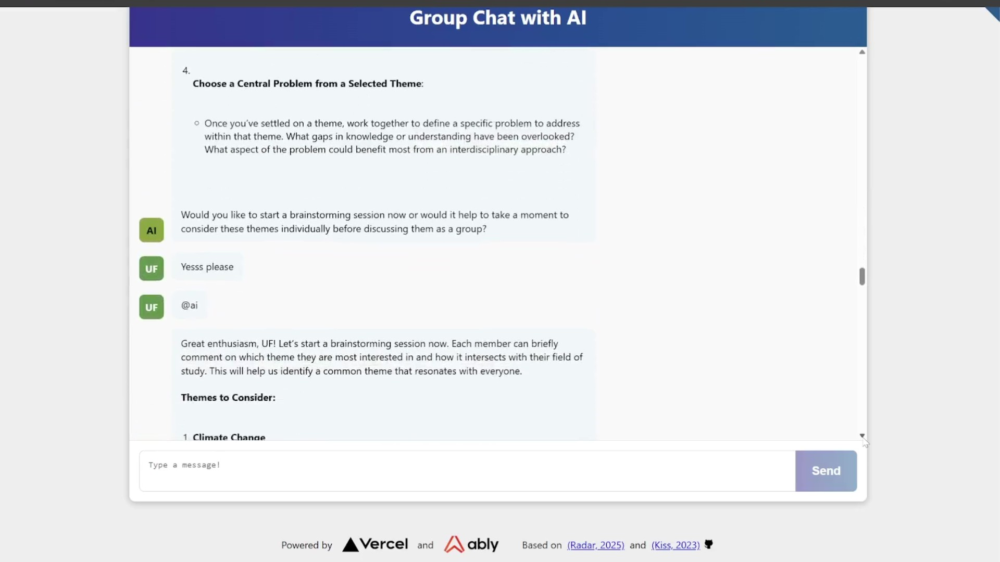 Group Chat with AI
4.
Choose a Central Problem from a Selected Theme:
Once you've settled on a theme, work together to define a specific problem to address
within that theme. What gaps in knowledge or understanding have been overlooked?
What aspect of the problem could benefit most from an interdisciplinary approach?
Would you like to start a brainstorming session now or would it help to take a moment to
consider these themes individually before discussing them as a group?
AI
UF
Yesss please
UF
@ai
Great enthusiasm, UF! Let's start a brainstorming session now. Each member can briefly
comment on which theme they are most interested in and how it intersects with their field of
study. This will help us identify a common theme that resonates with everyone.
Themes to Consider:
1. Climate Change
Type a message!
Send
Powered by Vercel and ably Based on (Radar, 2025) and (Kiss, 2023)